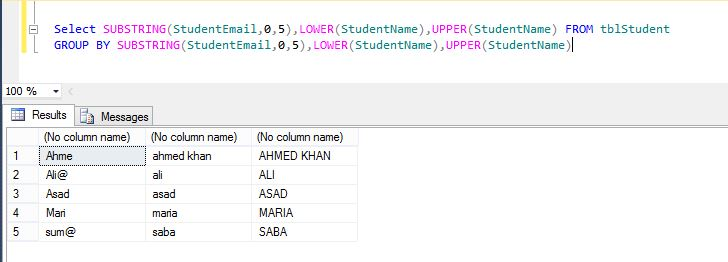 Select SUBSTRING(StudentEmail,0,5),LOWER(StudentName),UPPER(StudentName) FROM tblStudent
GROUP BY SUBSTRING(StudentEmail,0,5),LOWER(StudentName),UPPER(StudentName)
100 %
Results Messages
(No column name) (No column name) (No column name)
1 Ahme ahmed khan AHMED KHAN
2 Ali@ ali ALI
3 Asad asad ASAD
4 Mari maria MARIA
5 sum@ saba SABA